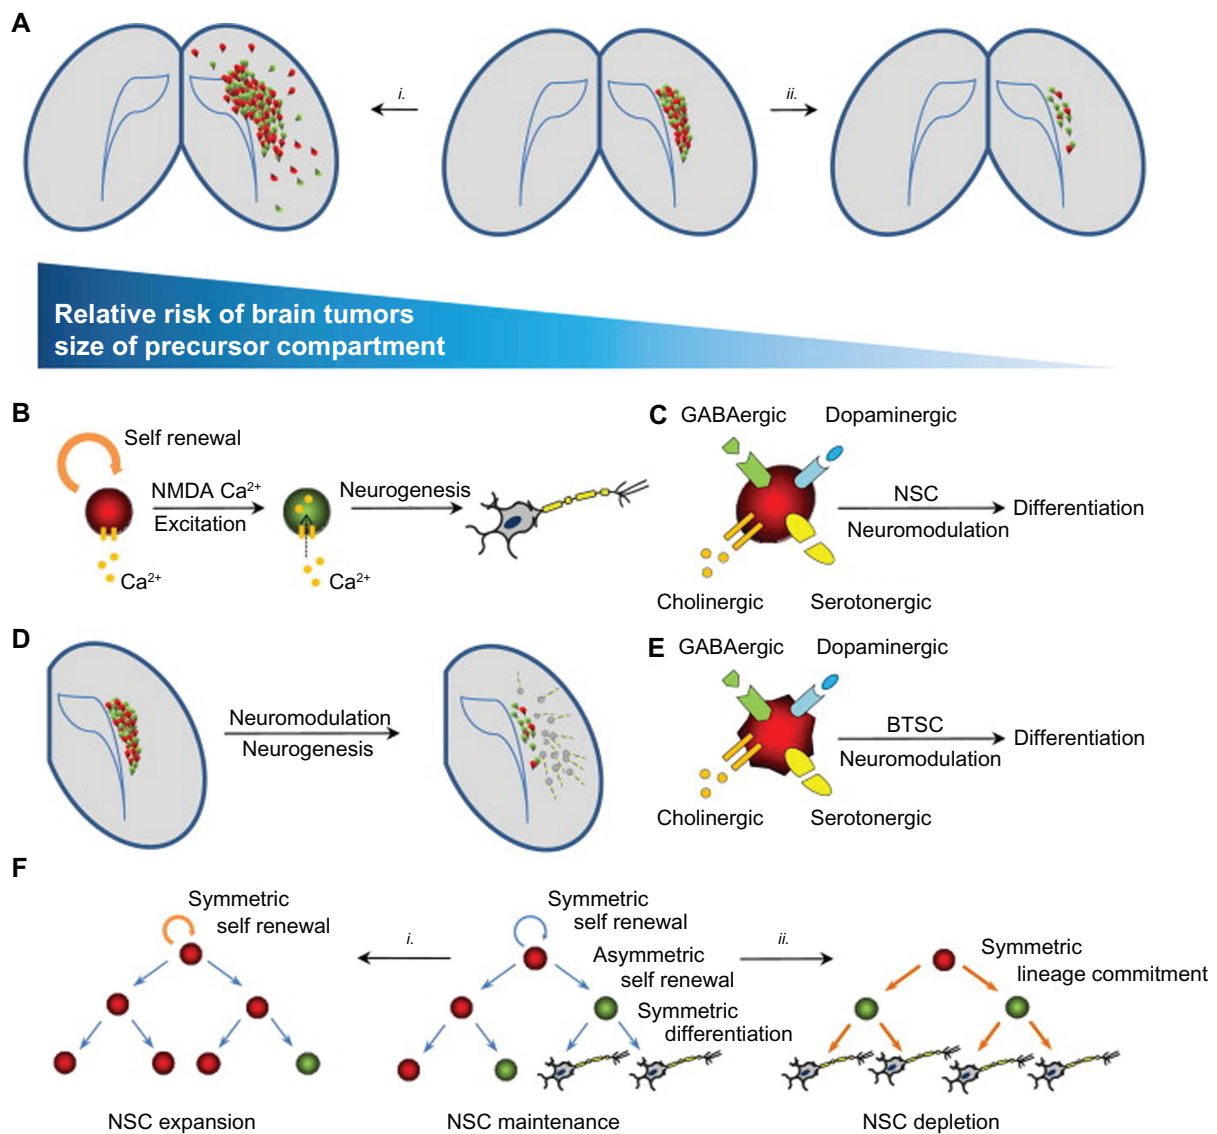 A
i.
ii.
Relative risk of brain tumors
size of precursor compartment
B
Self renewal
NMDA Ca²⁺
Excitation
Neurogenesis
Ca²⁺
Ca²⁺
C
GABAergic
Dopaminergic
NSC
Neuromodulation
Differentiation
Cholinergic
Serotonergic
D
Neuromodulation
Neurogenesis
E
GABAergic
Dopaminergic
BTSC
Neuromodulation
Differentiation
Cholinergic
Serotonergic
F
Symmetric
self renewal
i.
Symmetric
self renewal
Asymmetric
self renewal
Symmetric
differentiation
ii.
Symmetric
lineage commitment
NSC expansion
NSC maintenance
NSC depletion